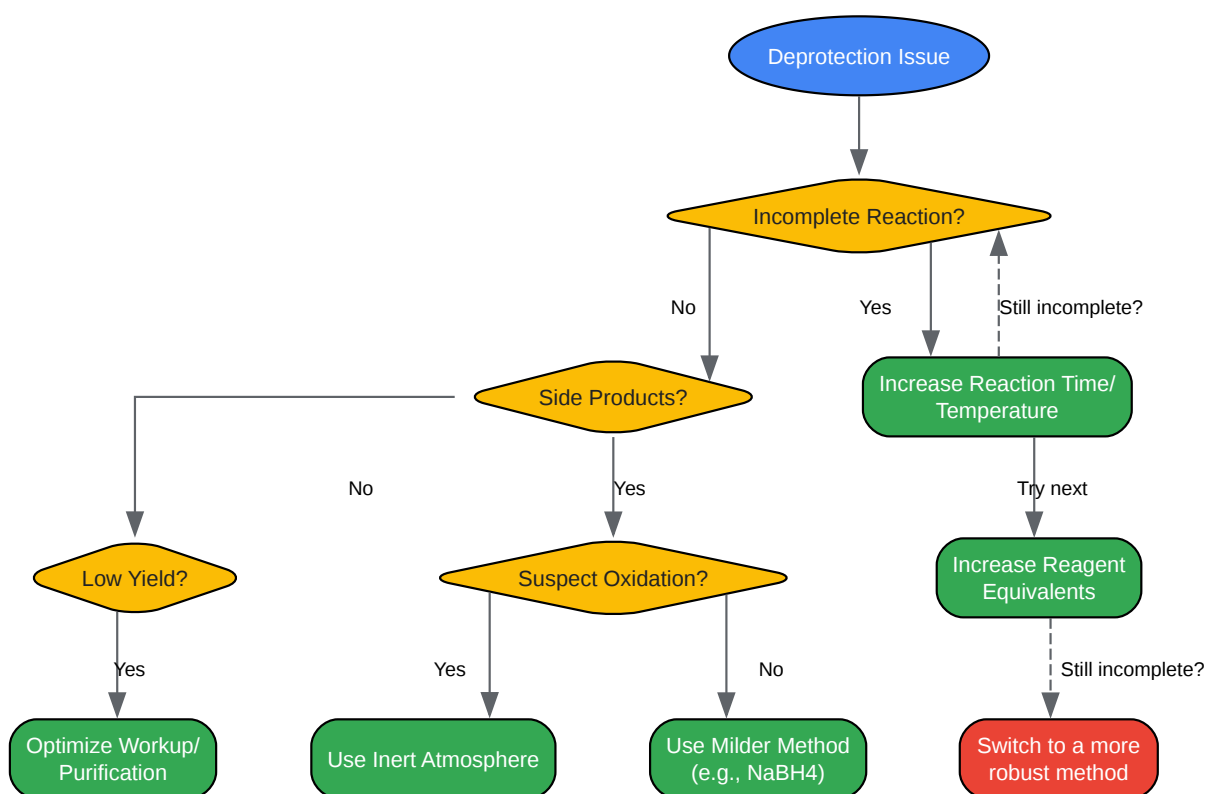 Deprotection Issue
Incomplete Reaction?
No
Yes
Still incomplete?
Side Products?
Increase Reaction Time/
Temperature
No
Yes
Try next
Low Yield?
Suspect Oxidation?
Increase Reagent
Equivalents
Yes
Yes
No
Still incomplete?
Optimize Workup/
Purification
Use Inert Atmosphere
Use Milder Method
(e.g., NaBH4)
Switch to a more
robust method